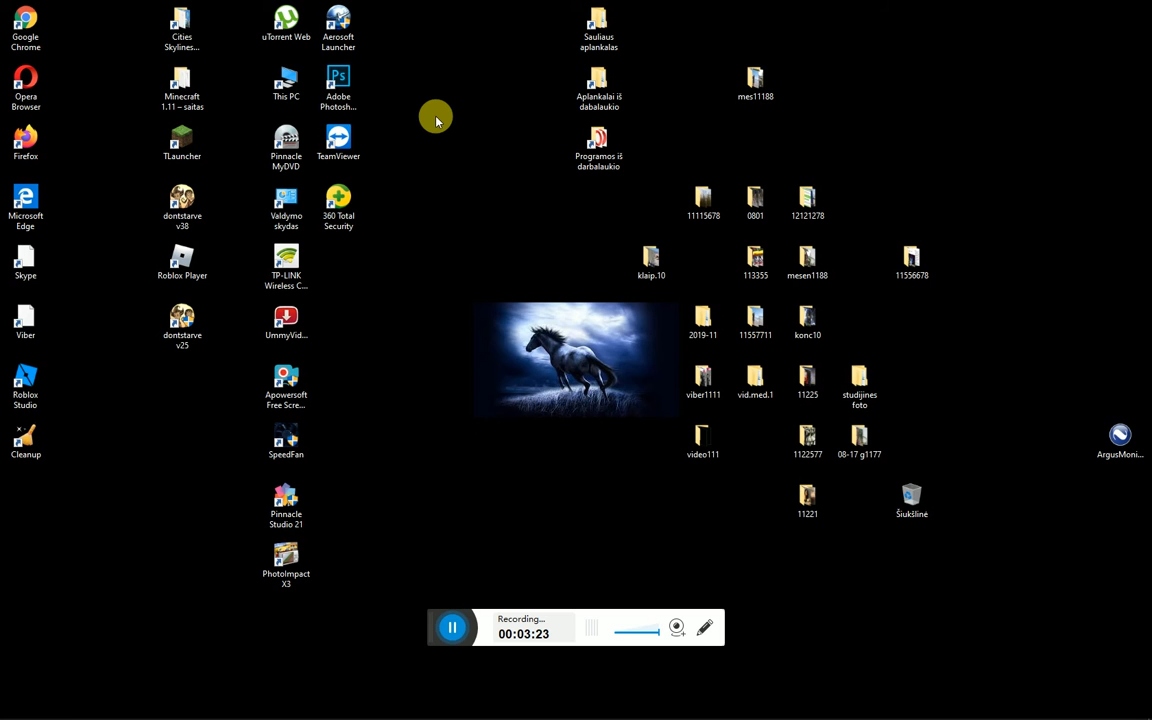 Google
Chrome
Cities
Skylines...
uTorrent Web
Aerosoft
Launcher
Sauliaus
aplankalas
Opera
Browser
Minecraft
1.11 – saitas
This PC
Adobe
Photosh...
Aplankalai iš
dabalaukio
mes11188
Firefox
TLauncher
Pinnacle
MyDVD
TeamViewer
Programos iš
darbalaukio
Microsoft
Edge
dontstarve
v38
Valdymo
skydas
360 Total
Security
11115678
0801
12121278
Skype
Roblox Player
TP-LINK
Wireless C...
klaip.10
113355
mesen1188
11556678
Viber
dontstarve
v25
UmmyVid...
2019-11
11557711
konc10
Roblox
Studio
Apowersoft
Free Scre...
viber1111
vid.med.1
11225
studijines
foto
Cleanup
SpeedFan
video111
1122577
08-17 g1177
ArgusMoni...
Pinnacle
Studio 21
11221
Šiukšlinė
PhotoImpact
X3
Recording...
00:03:23